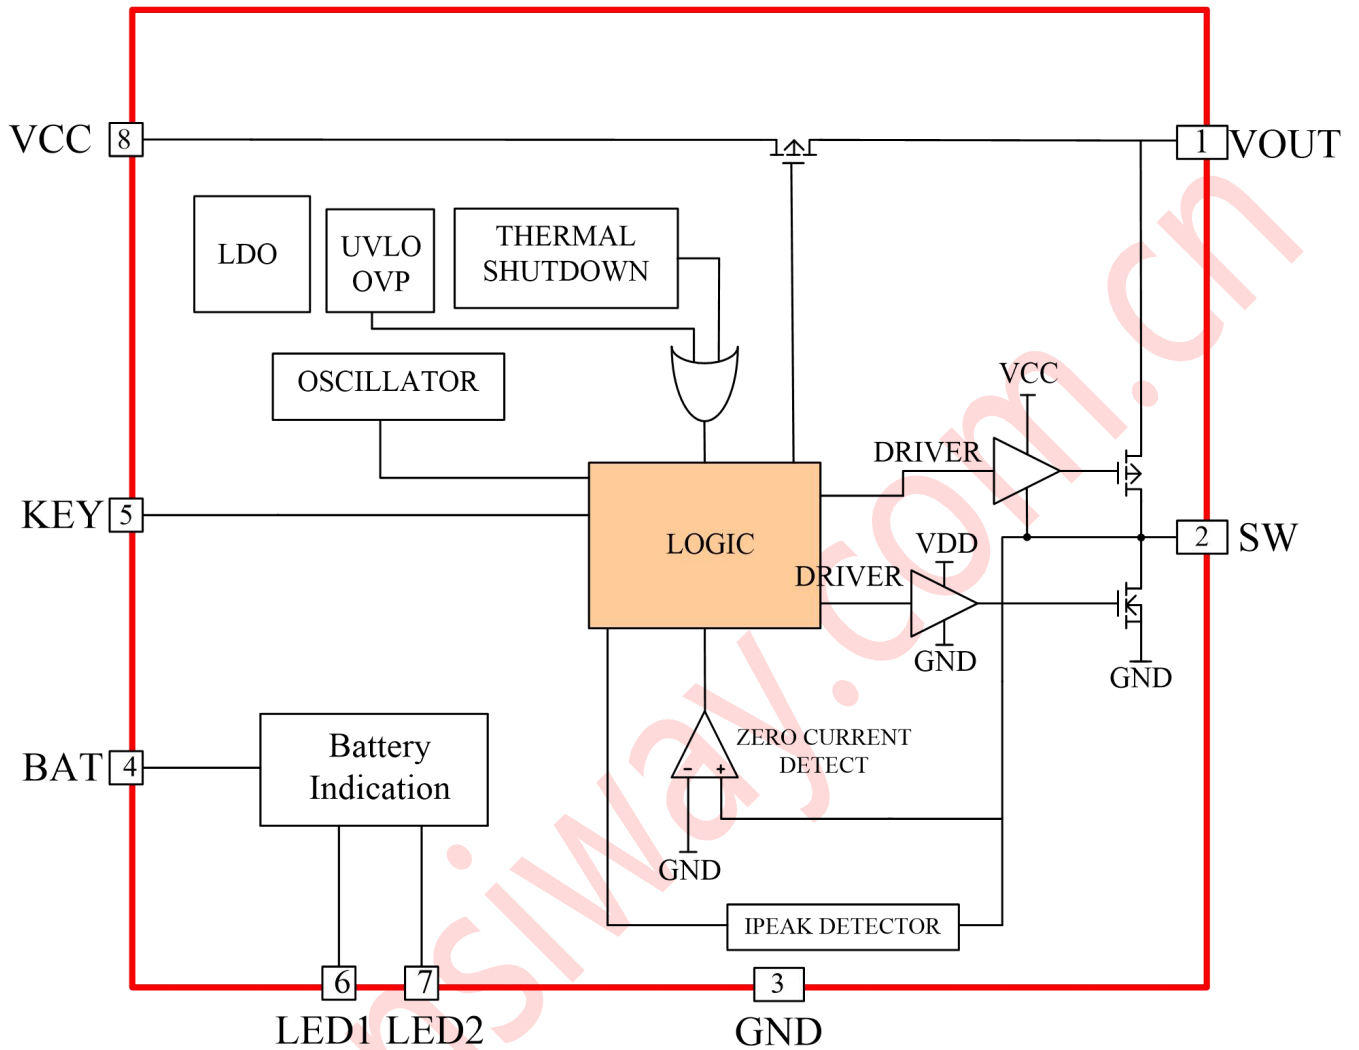 VCC
8
1
VOUT
LDO
UVLO
OVP
THERMAL
SHUTDOWN
OSCILLATOR
VCC
DRIVER
KEY
5
LOGIC
2
SW
VDD
DRIVER
GND
GND
BAT
4
Battery
Indication
ZERO CURRENT
DETECT
-
+
GND
IPEAK DETECTOR
6
7
3
LED1
LED2
GND
nsiway.com.cn